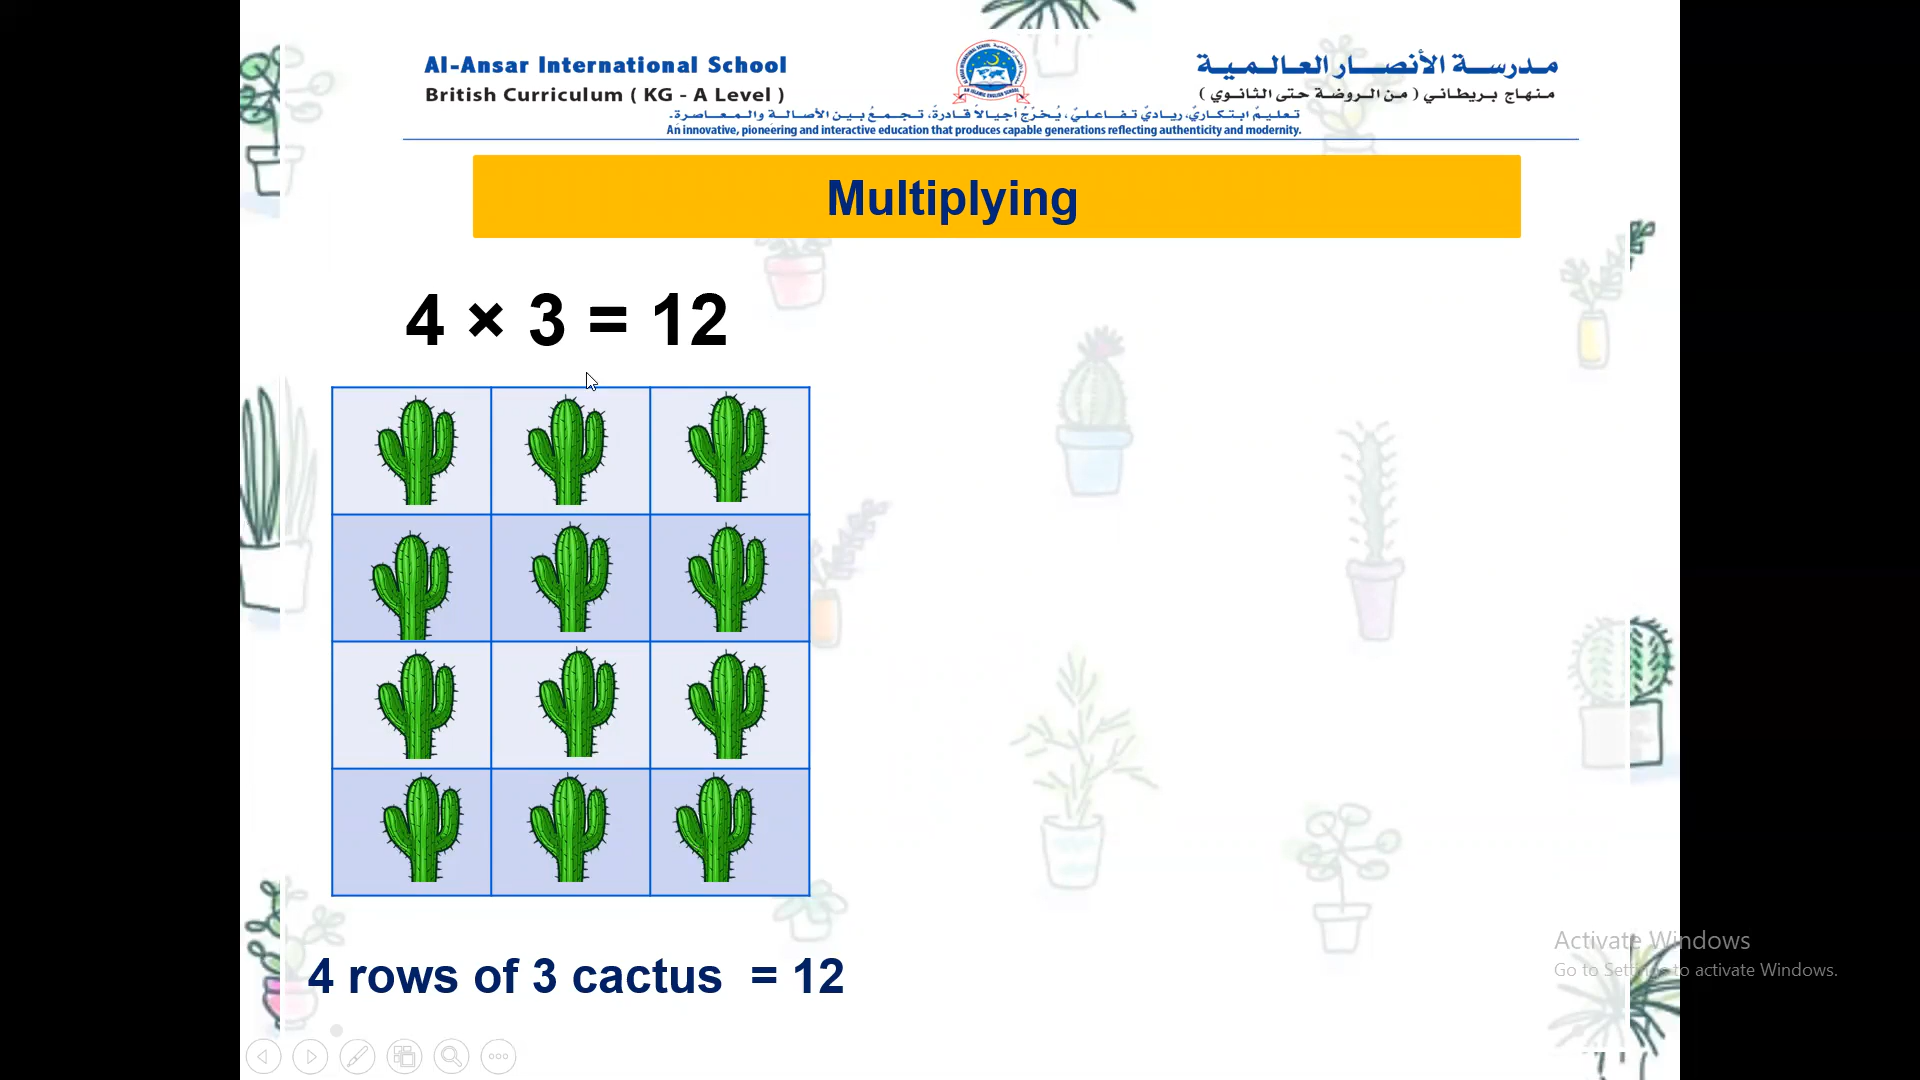 Al-Ansar International School
British Curriculum ( KG - A Level )
مدرسة الأنصار العالمية
منهاج بريطاني ( من الروضة حتى الثانوي )
تعليمٌ ابتكاريٌ، رياديٌ تفاعليٌ، يُخرّجُ أجيالاً قادرةً، تجمعُ بين الأصالة والمعاصرة.
An innovative, pioneering and interactive education that produces capable generations reflecting authenticity and modernity.
Multiplying
4 × 3 = 12
4 rows of 3 cactus = 12
Activate Windows
Go to Settings to activate Windows.